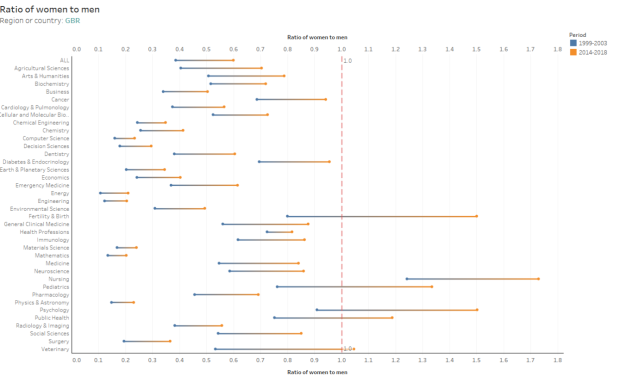 Ratio of women to men
Region or country: GBR
Ratio of women to men
0.0 0.1 0.2 0.3 0.4 0.5 0.6 0.7 0.8 0.9 1.0 1.1 1.2 1.3 1.4 1.5 1.6 1.7 1.8
Period
1999-2003
2014-2018
1.0
ALL
Agricultural Sciences
Arts & Humanities
Biochemistry
Business
Cancer
Cardiology & Pulmonology
Cellular and Molecular Bio..
Chemical Engineering
Chemistry
Computer Science
Decision Sciences
Dentistry
Diabetes & Endocrinology
Earth & Planetary Sciences
Economics
Emergency Medicine
Energy
Engineering
Environmental Science
Fertility & Birth
General Clinical Medicine
Health Professions
Immunology
Materials Science
Mathematics
Medicine
Neuroscience
Nursing
Pediatrics
Pharmacology
Physics & Astronomy
Psychology
Public Health
Radiology & Imaging
Social Sciences
Surgery
Veterinary
1.0
0.0 0.1 0.2 0.3 0.4 0.5 0.6 0.7 0.8 0.9 1.0 1.1 1.2 1.3 1.4 1.5 1.6 1.7 1.8
Ratio of women to men